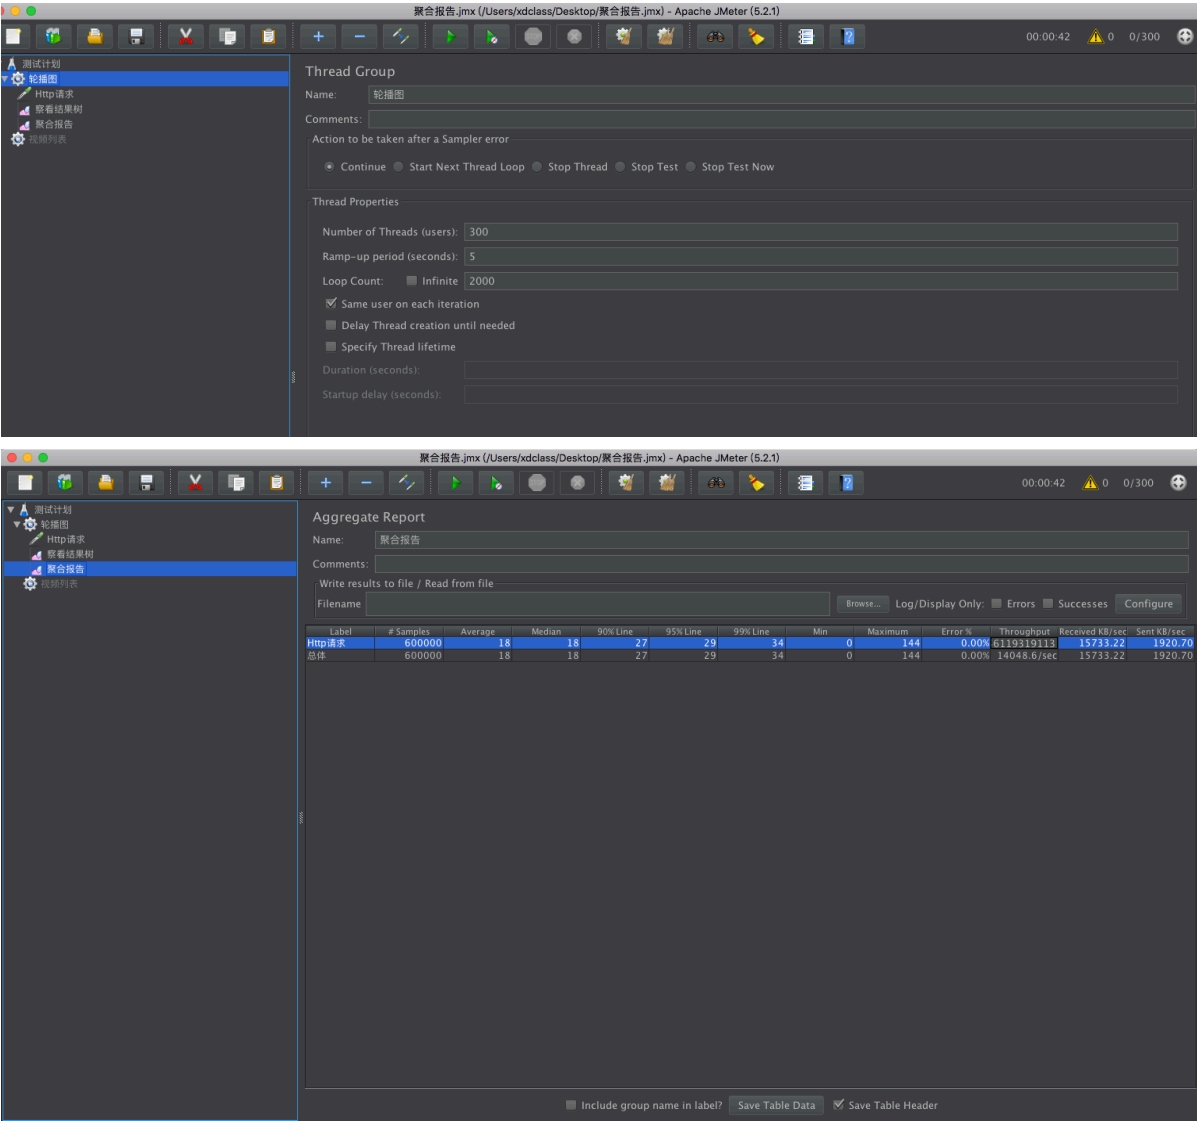 聚合报告.jmx (/Users/xdclass/Desktop/聚合报告.jmx) - Apache JMeter (5.2.1)
00:00:42 0 0/300
测试计划
轮播图
Http请求
察看结果树
聚合报告
视频列表
Thread Group
Name: 轮播图
Comments:
Action to be taken after a Sampler error
Continue Start Next Thread Loop Stop Thread Stop Test Stop Test Now
Thread Properties
Number of Threads (users): 300
Ramp-up period (seconds): 5
Loop Count: Infinite 2000
Same user on each iteration
Delay Thread creation until needed
Specify Thread lifetime
Duration (seconds):
Startup delay (seconds):
聚合报告.jmx (/Users/xdclass/Desktop/聚合报告.jmx) - Apache JMeter (5.2.1)
00:00:42 0 0/300
测试计划
轮播图
Http请求
察看结果树
聚合报告
视频列表
Aggregate Report
Name: 聚合报告
Comments:
Write results to file / Read from file
Filename Browse... Log/Display Only: Errors Successes Configure
Label # Samples Average Median 90% Line 95% Line 99% Line Min Maximum Error % Throughput Received KB/sec Sent KB/sec
Http请求 600000 18 18 27 29 34 0 144 0.00% 6119319113 15733.22 1920.70
总体 600000 18 18 27 29 34 0 144 0.00% 14048.6/sec 15733.22 1920.70
Include group name in label? Save Table Data Save Table Header